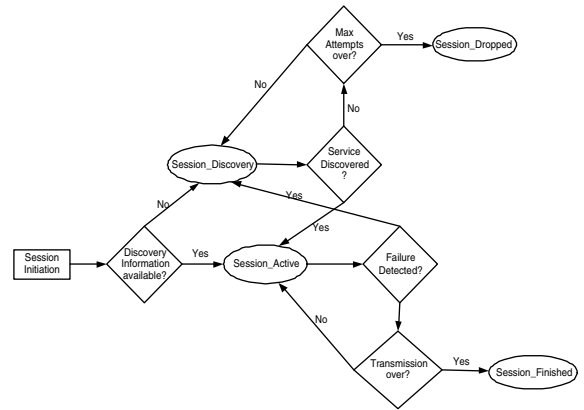 Max
Attempts
over?
Yes
Session_Dropped
No
No
Session_Discovery
Service
Discovered
?
Yes
No
Yes
Session
Initiation
Discovery
Information
available?
Yes
Session_Active
Failure
Detected?
No
Transmission
over?
Yes
Session_Finished